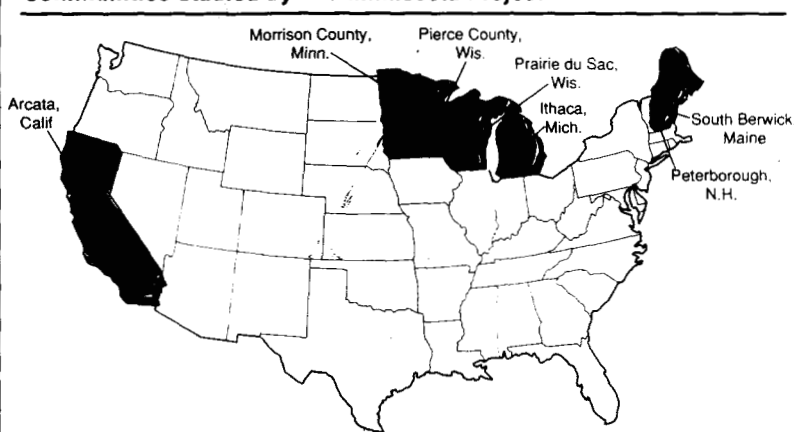 Morrison County,
Minn.
Pierce County,
Wis.
Prairie du Sac,
Wis.
Ithaca,
Mich.
Arcata,
Calif
South Berwick
Maine
Peterborough,
N.H.